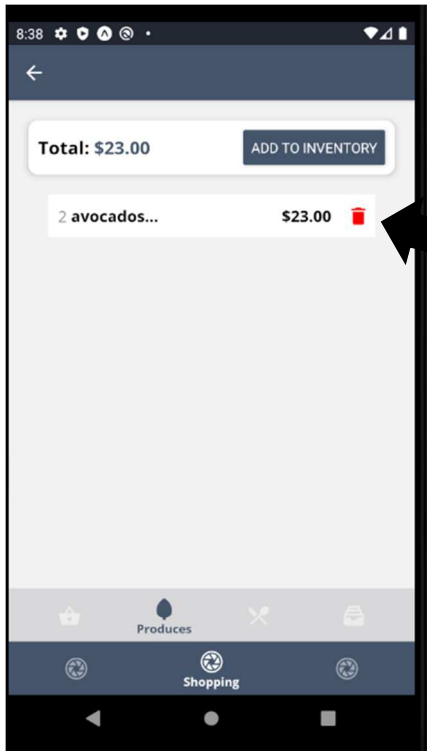 8:38
Total: $23.00 ADD TO INVENTORY
2 avocados... $23.00
Produces
Shopping